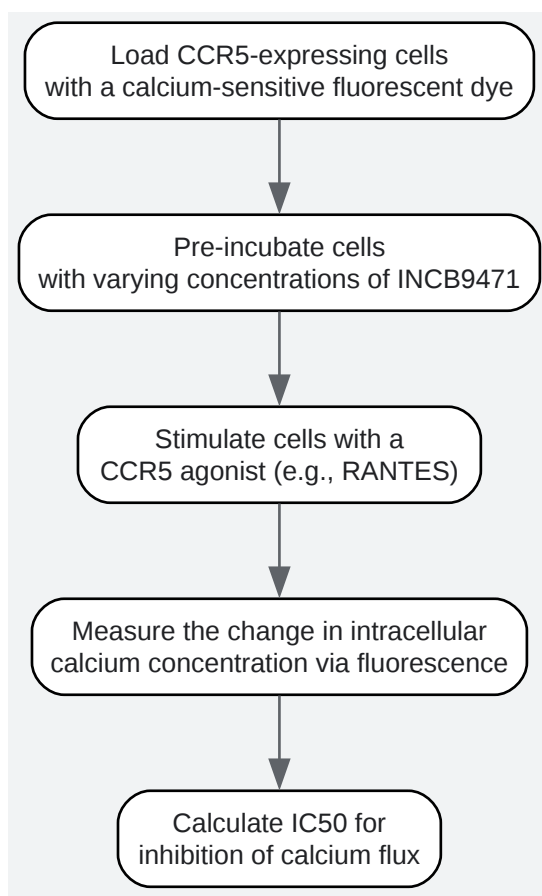 Load CCR5-expressing cells
with a calcium-sensitive fluorescent dye
Pre-incubate cells
with varying concentrations of INCB9471
Stimulate cells with a
CCR5 agonist (e.g., RANTES)
Measure the change in intracellular
calcium concentration via fluorescence
Calculate IC50 for
inhibition of calcium flux